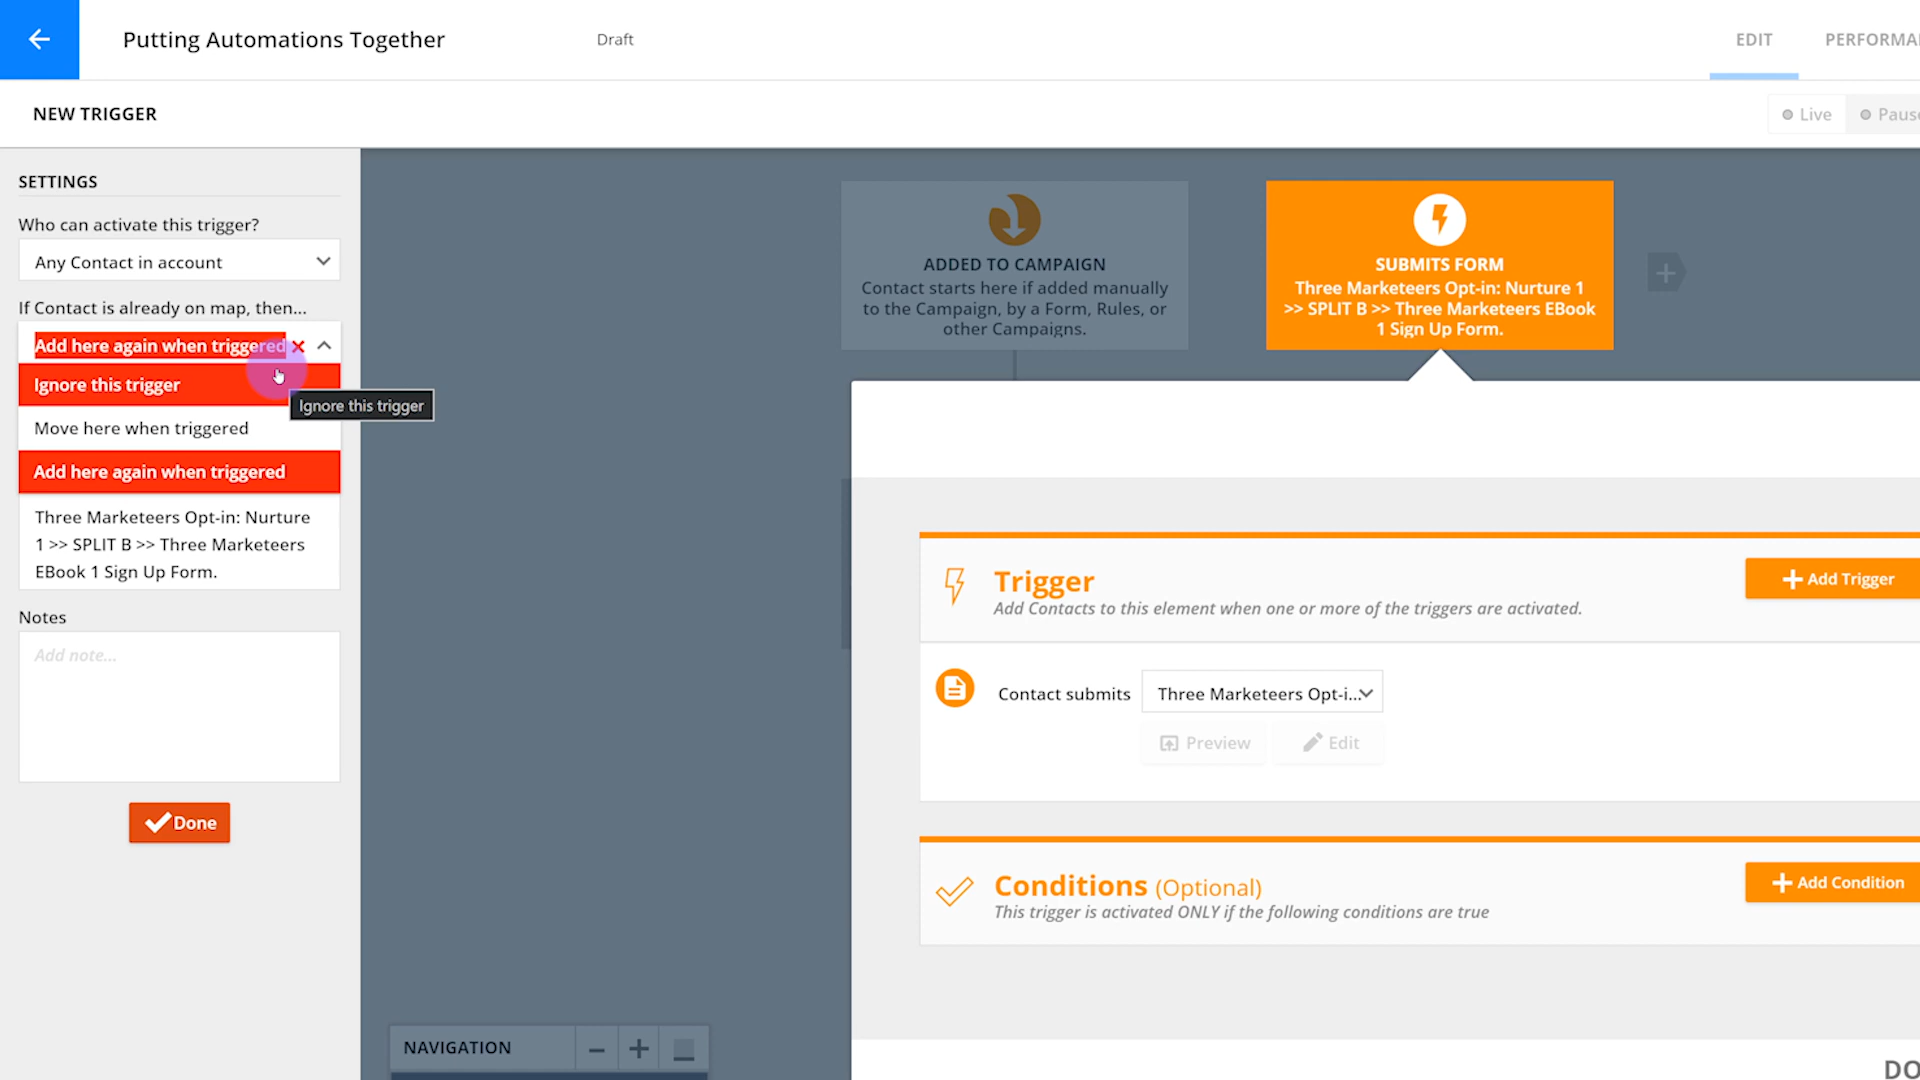 Putting Automations Together
Draft
EDIT
PERFORMA
NEW TRIGGER
Live
Paus
SETTINGS
Who can activate this trigger?
Any Contact in account
If Contact is already on map, then...
Add here again when triggered
Ignore this trigger
Ignore this trigger
Move here when triggered
Add here again when triggered
Three Marketeers Opt-in: Nurture
1 >> SPLIT B >> Three Marketeers
EBook 1 Sign Up Form.
Notes
Add note...
Done
ADDED TO CAMPAIGN
Contact starts here if added manually
to the Campaign, by a Form, Rules, or
other Campaigns.
SUBMITS FORM
Three Marketeers Opt-in: Nurture 1
>> SPLIT B >> Three Marketeers EBook
1 Sign Up Form.
Trigger
Add Contacts to this element when one or more of the triggers are activated.
Add Trigger
Contact submits
Three Marketeers Opt-i...
Preview
Edit
Conditions (Optional)
This trigger is activated ONLY if the following conditions are true
Add Condition
NAVIGATION
DO